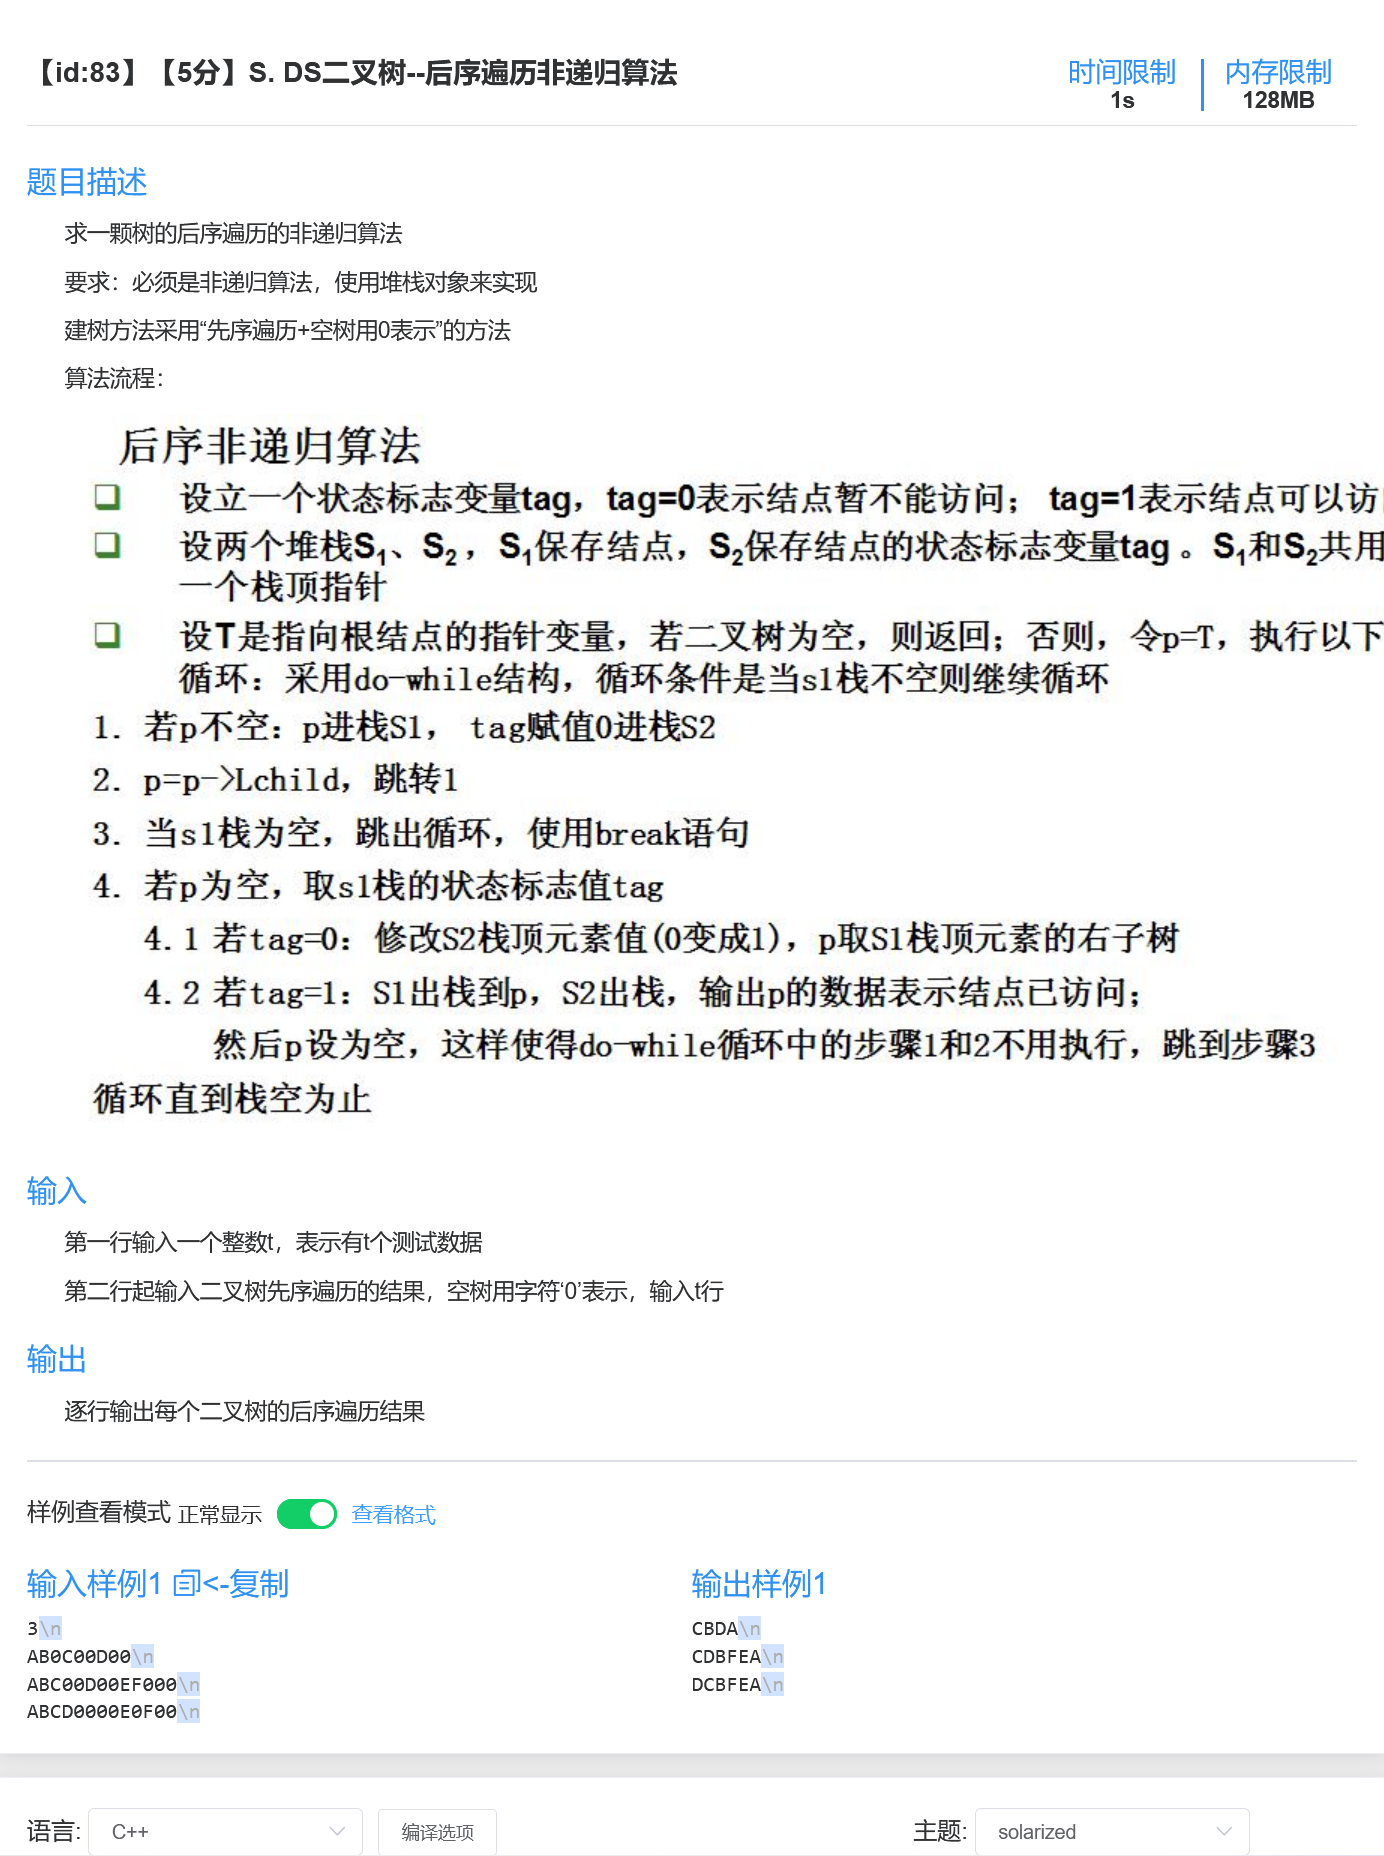 【id:83】【5分】S. DS二叉树--后序遍历非递归算法
时间限制
1s
内存限制
128MB
题目描述
求一颗树的后序遍历的非递归算法
要求：必须是非递归算法，使用堆栈对象来实现
建树方法采用“先序遍历+空树用0表示”的方法
算法流程：
后序非递归算法
设立一个状态标志变量tag，tag=0表示结点暂不能访问； tag=1表示结点可以访
设两个堆栈S1、S2，S1保存结点，S2保存结点的状态标志变量tag 。S1和S2共用
一个栈顶指针
设T是指向根结点的指针变量，若二叉树为空，则返回；否则，令p=T，执行以下
循环：采用do-while结构，循环条件是当s1栈不空则继续循环
1. 若p不空：p进栈S1， tag赋值0进栈S2
2. p=p->Lchild，跳转1
3. 当s1栈为空，跳出循环，使用break语句
4. 若p为空，取s1栈的状态标志值tag
4.1 若tag=0：修改S2栈顶元素值(0变成1)，p取S1栈顶元素的右子树
4.2 若tag=1：S1出栈到p，S2出栈，输出p的数据表示结点已访问；
然后p设为空，这样使得do-while循环中的步骤1和2不用执行，跳到步骤3
循环直到栈空为止
输入
第一行输入一个整数t，表示有t个测试数据
第二行起输入二叉树先序遍历的结果，空树用字符‘0’表示，输入t行
输出
逐行输出每个二叉树的后序遍历结果
样例查看模式 正常显示 查看格式
输入样例1 <-复制
3\n
AB0C00D00\n
ABC00D00EF000\n
ABCD0000E0F00\n
输出样例1
CBDA\n
CDBFEA\n
DCBFEA\n
语言: C++ 编译选项 主题: solarized